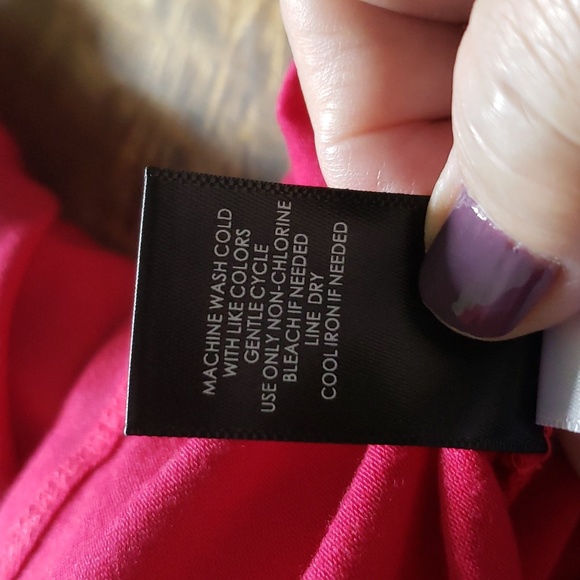 MACHINE WASH COLD
WITH LIKE COLORS
GENTLE CYCLE
USE ONLY NON-CHLORINE
BLEACH IF NEEDED
LINE DRY
COOL IRON IF NEEDED